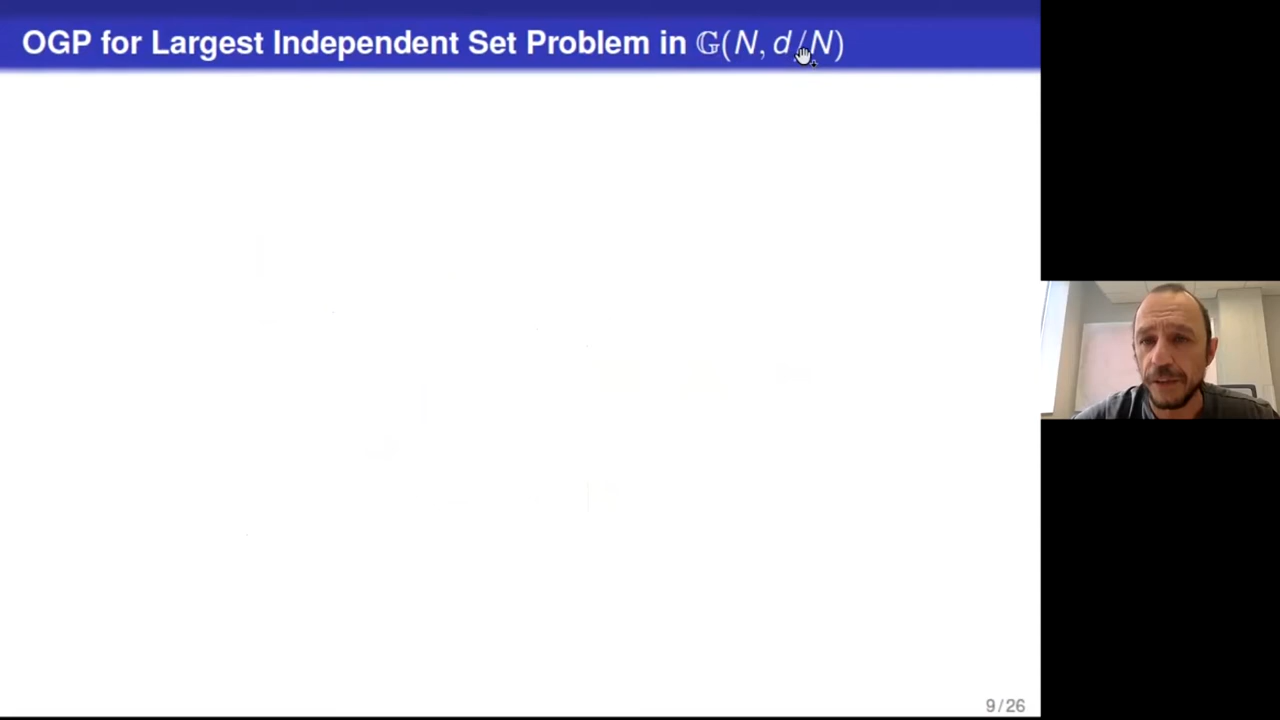 OGP for Largest Independent Set Problem in 𝔾(N, d/N)
9/26